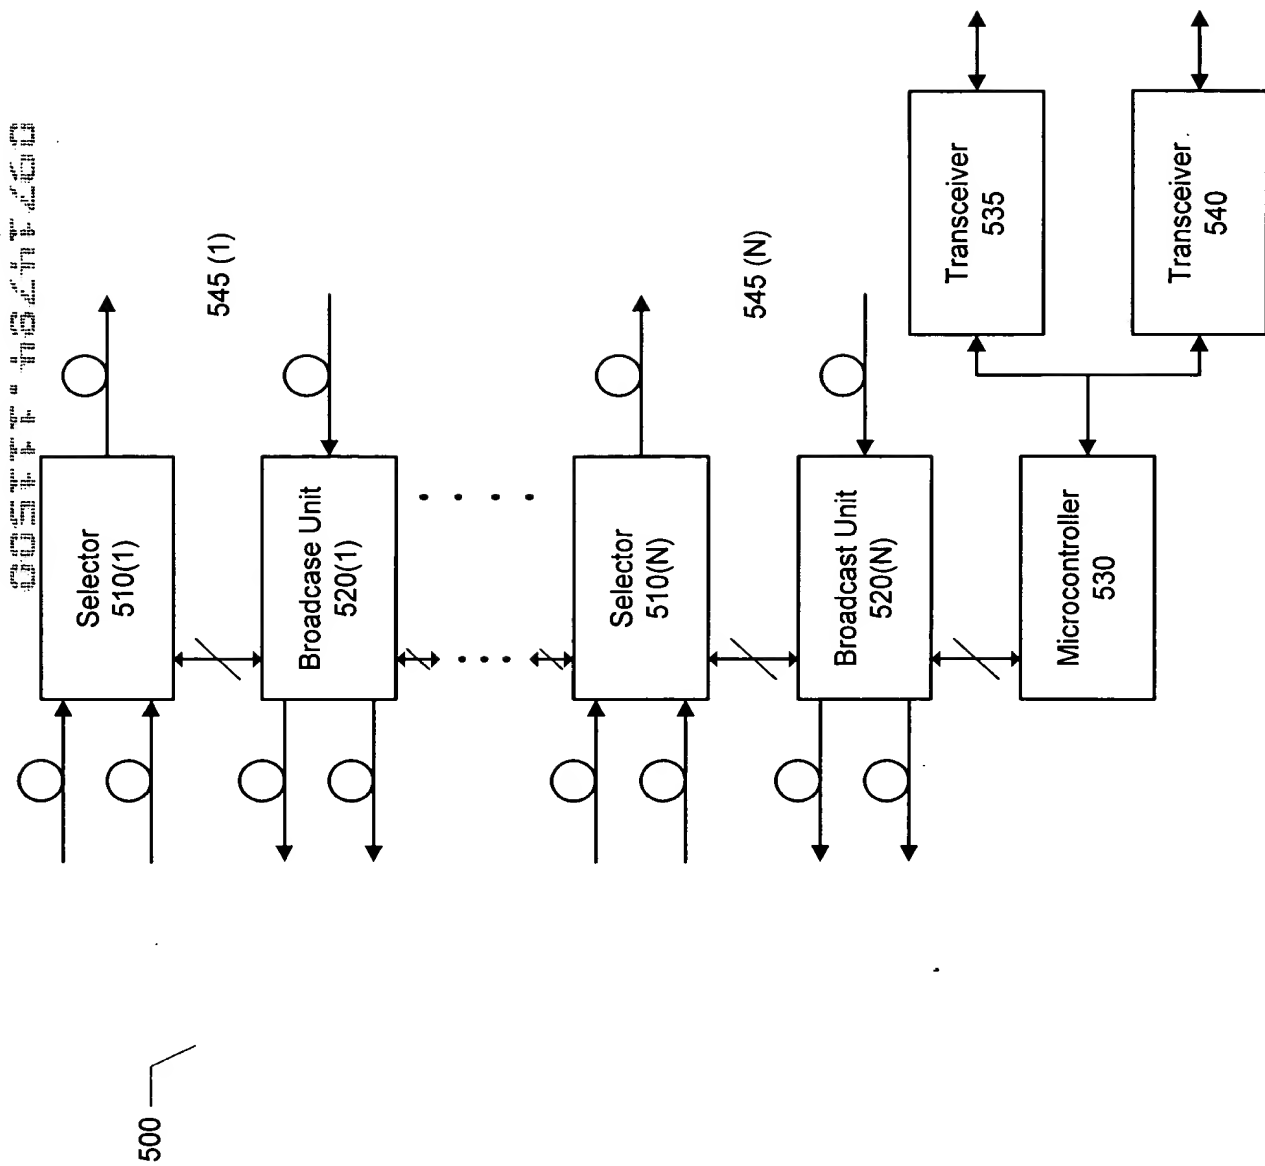 Selector
510(1)
545 (1)
Broadcase Unit
520(1)
Selector
510(N)
545 (N)
Broadcast Unit
520(N)
Microcontroller
530
Transceiver
535
Transceiver
540
500